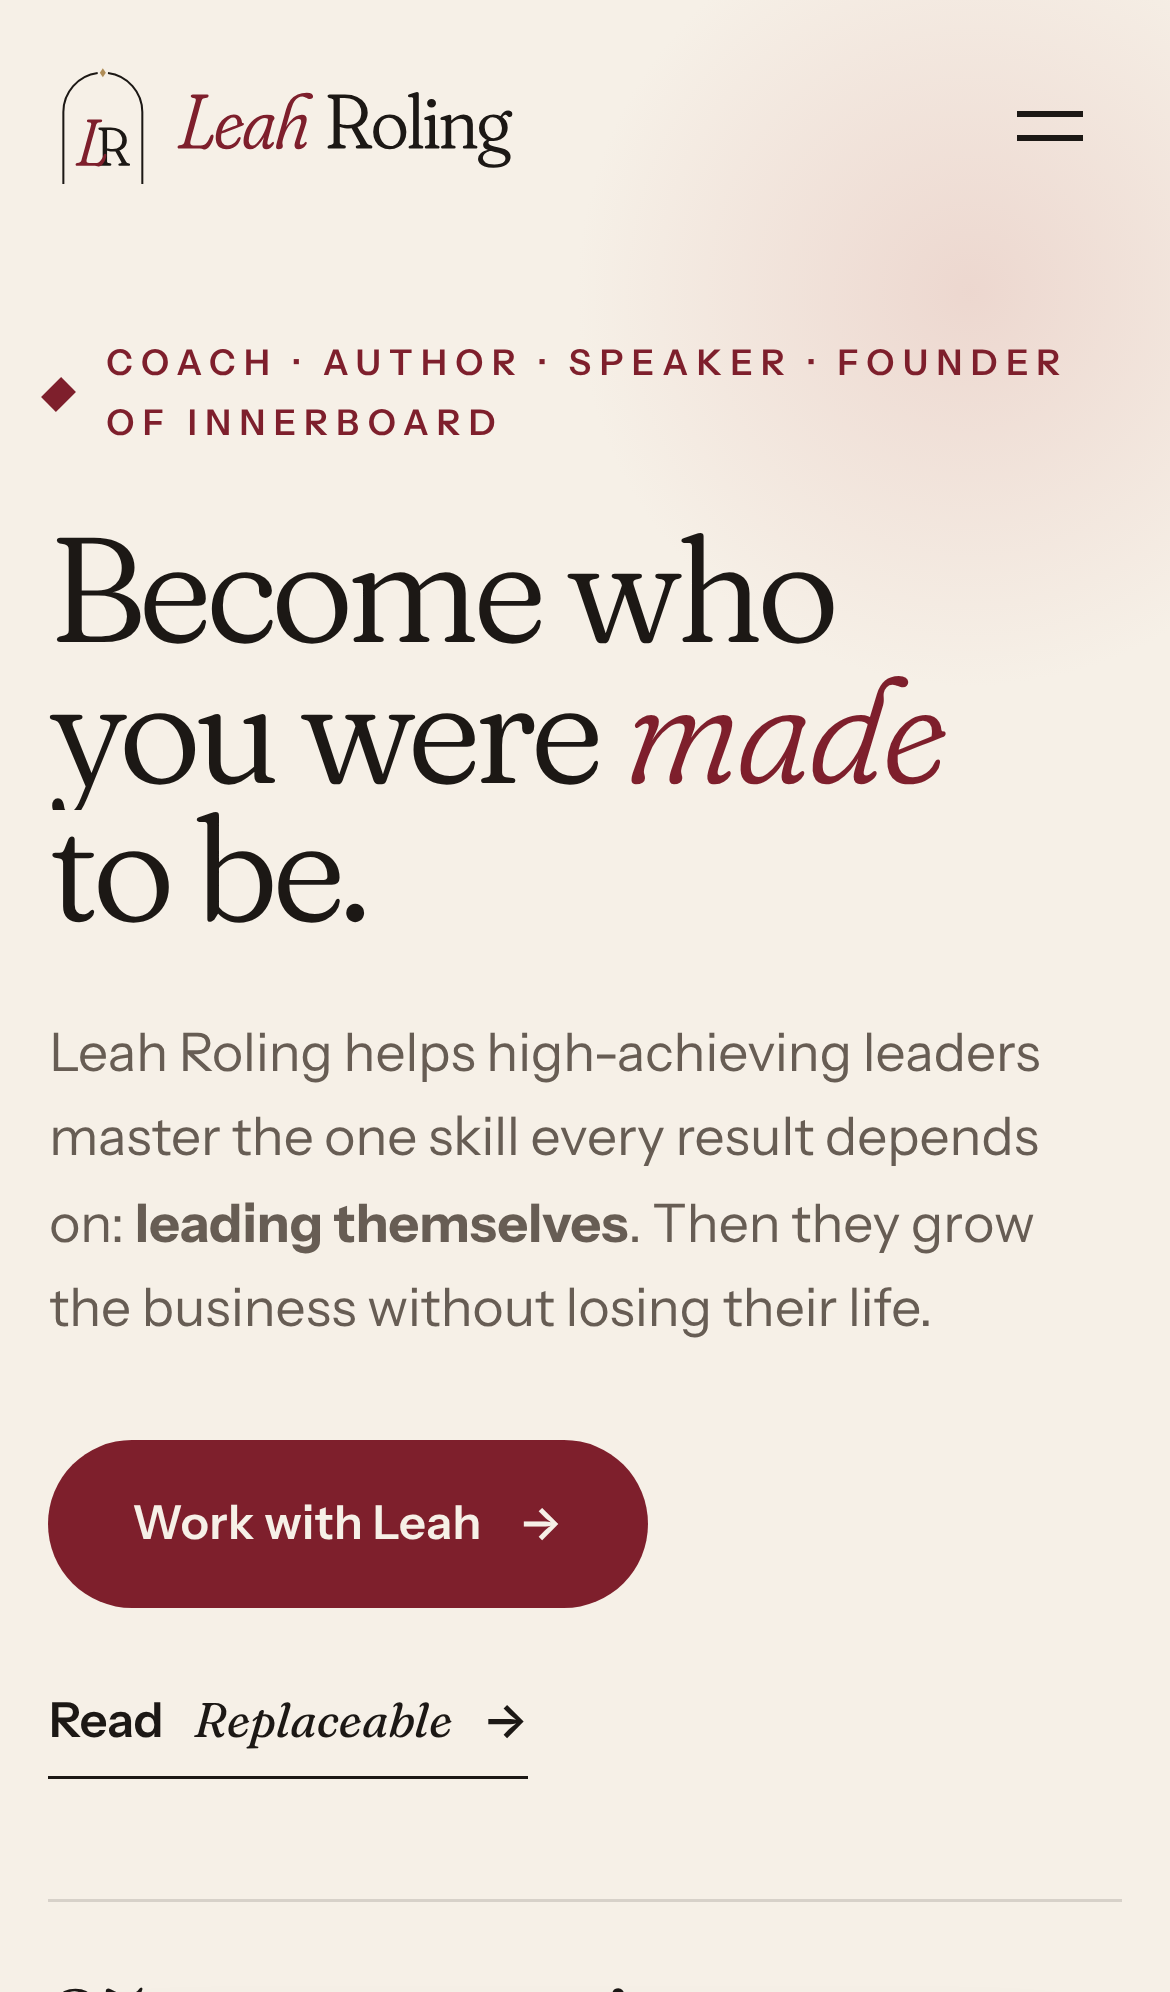 LR
Leah Roling
COACH · AUTHOR · SPEAKER · FOUNDER
OF INNERBOARD
Become who
you were made
to be.
Leah Roling helps high-achieving leaders
master the one skill every result depends
on: leading themselves. Then they grow
the business without losing their life.
Work with Leah →
Read Replaceable →